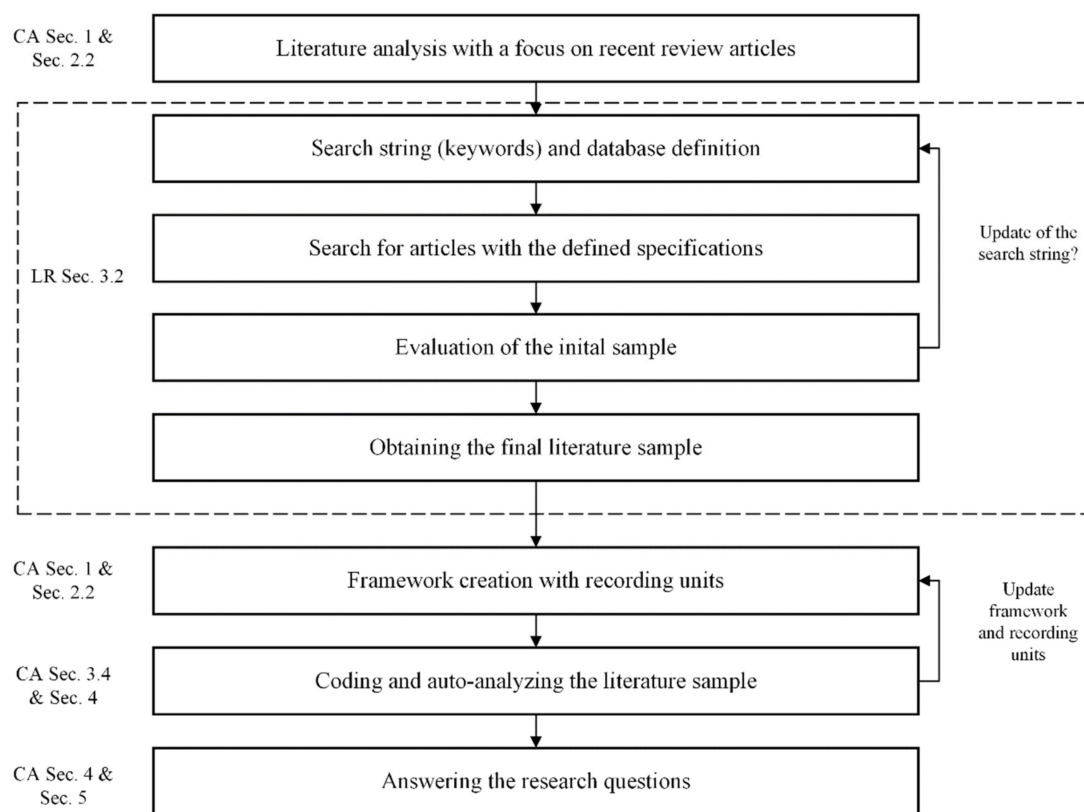 CA Sec. 1 &
Sec. 2.2
Literature analysis with a focus on recent review articles
Search string (keywords) and database definition
Search for articles with the defined specifications
Update of the
search string?
LR Sec. 3.2
Evaluation of the inital sample
Obtaining the final literature sample
CA Sec. 1 &
Sec. 2.2
Framework creation with recording units
Update
framework
and recording
units
CA Sec. 3.4
& Sec. 4
Coding and auto-analyzing the literature sample
CA Sec. 4 &
Sec. 5
Answering the research questions